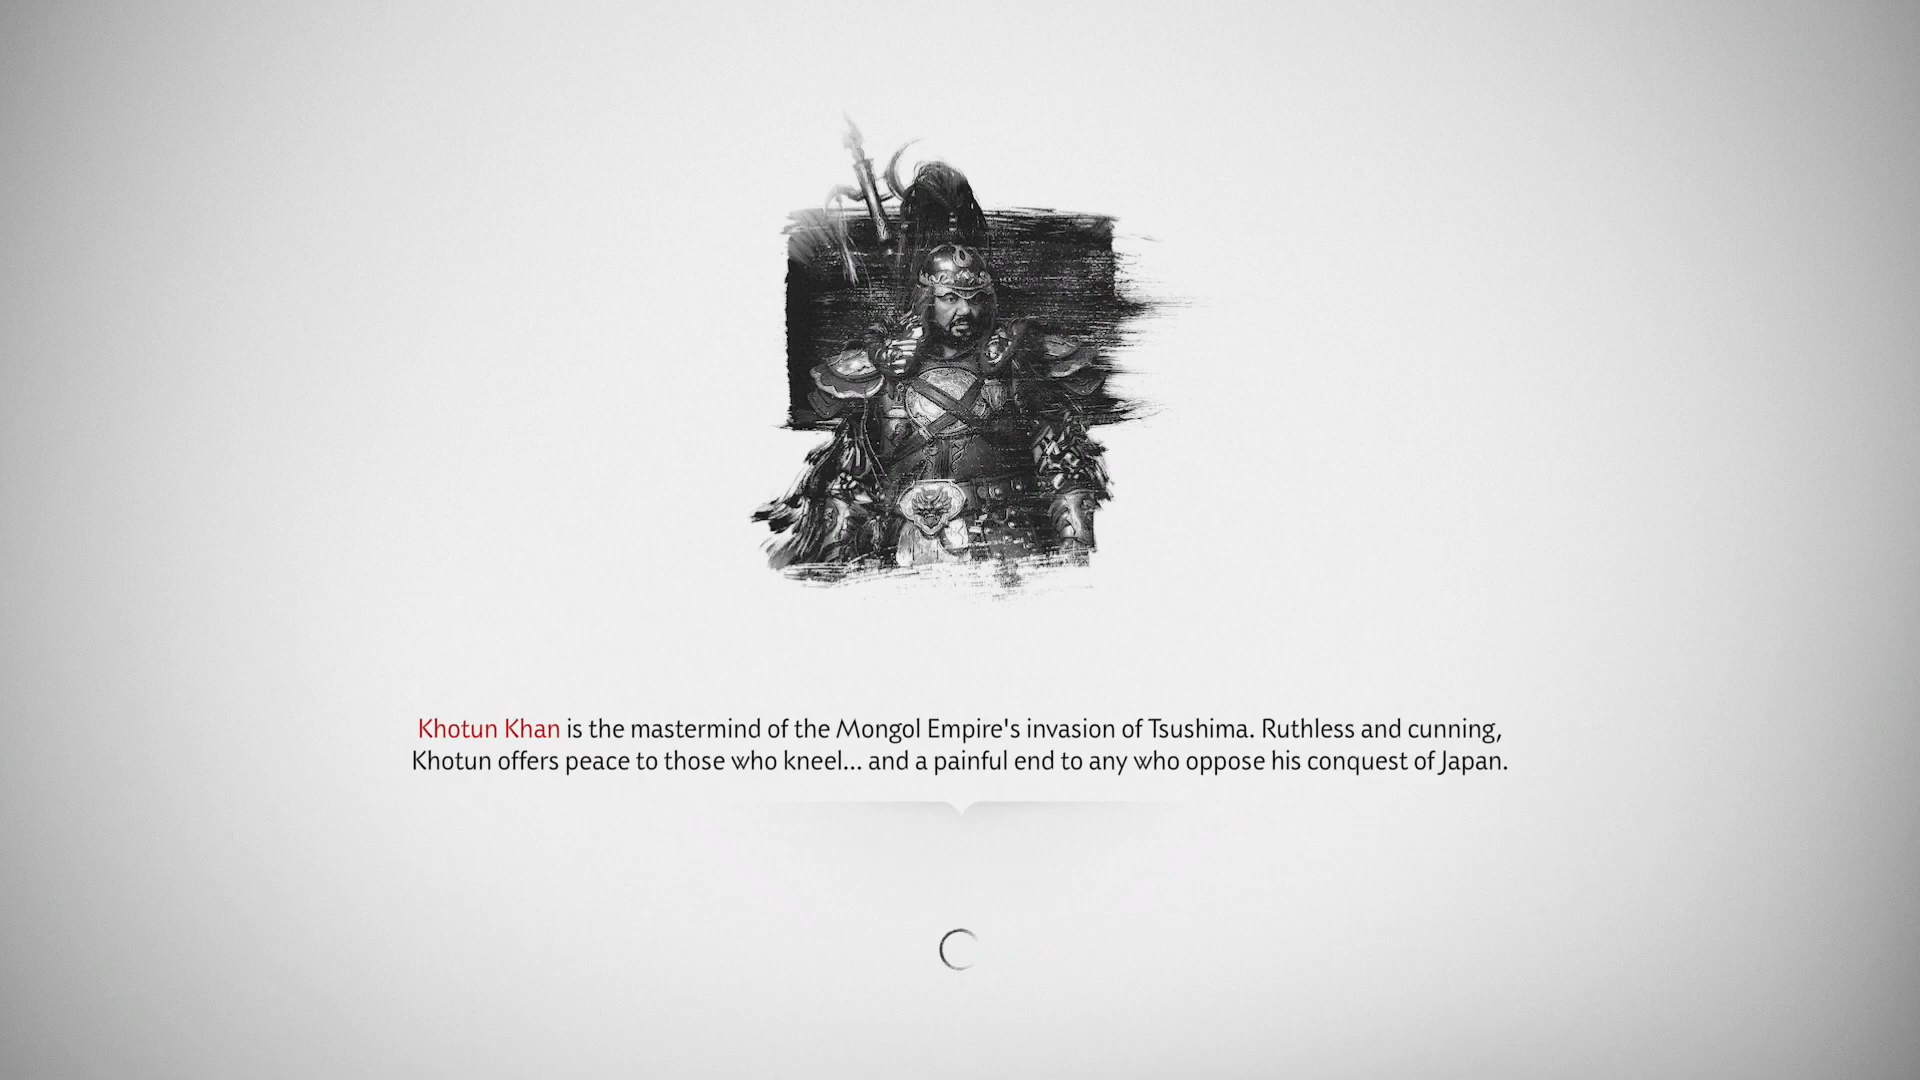 Khotun Khan is the mastermind of the Mongol Empire's invasion of Tsushima. Ruthless and cunning,
Khotun offers peace to those who kneel... and a painful end to any who oppose his conquest of Japan.